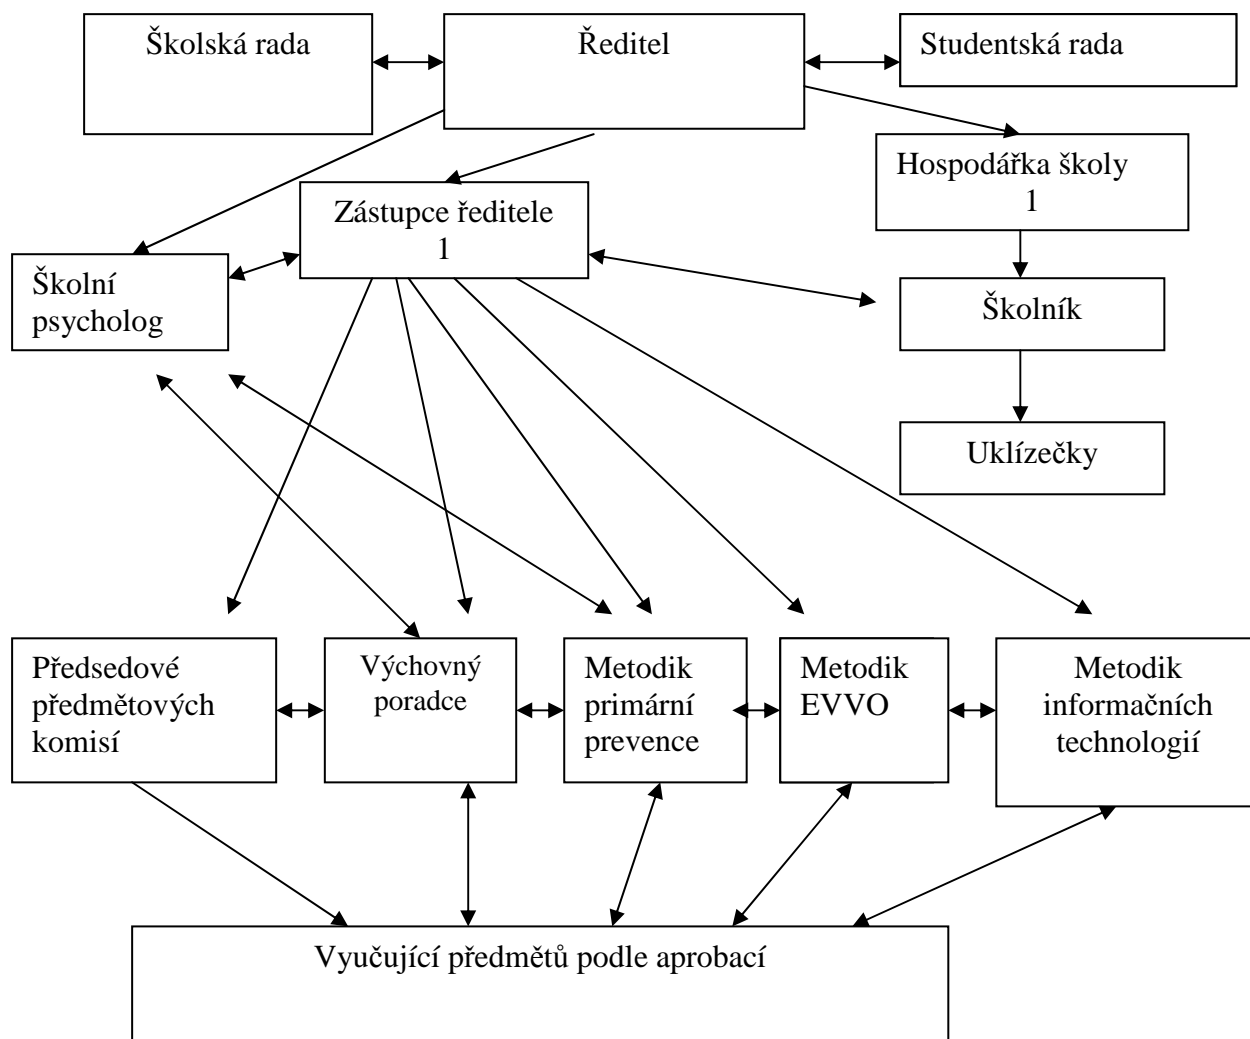 Školská rada
Ředitel
Studentská rada
Hospodářka školy
1
Zástupce ředitele
1
Školní
psycholog
Školník
Uklízečky
Předsedové
předmětových
komisí
Výchovný
poradce
Metodik
primární
prevence
Metodik
EVVO
Metodik
informačních
technologií
Vyučující předmětů podle aprobací